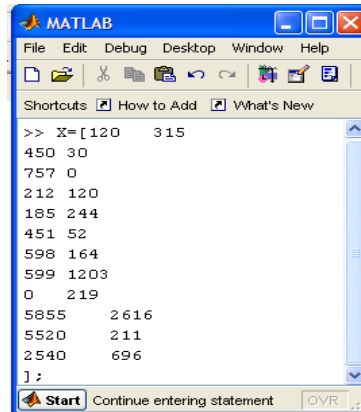 MATLAB
File Edit Debug Desktop Window Help
Shortcuts How to Add What's New
>> X=[120 315
450 30
757 0
212 120
185 244
451 52
598 164
599 1203
0 219
5855 2616
5520 211
2540 696
];
Start Continue entering statement OVR